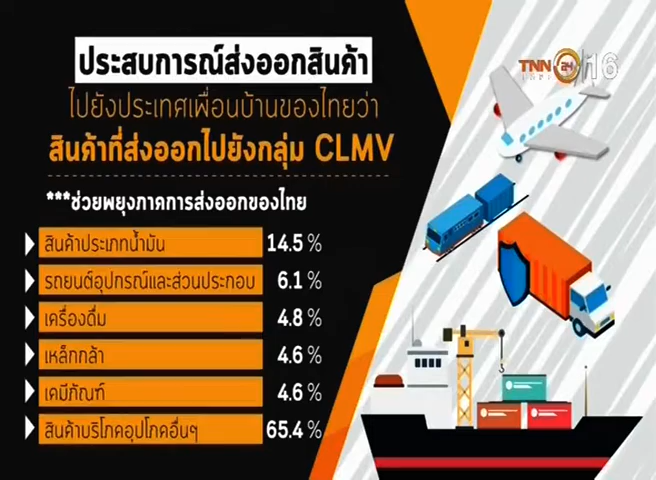 ประสบการณ์ส่งออกสินค้า
TNN 24 /16
ไปยังประเทศเพื่อนบ้านของไทยว่า
สินค้าที่ส่งออกไปยังกลุ่ม CLMV
***ช่วยพยุงภาคการส่งออกของไทย
สินค้าประเภทน้ำมัน 14.5 %
รถยนต์อุปกรณ์และส่วนประกอบ 6.1 %
เครื่องดื่ม 4.8 %
เหล็กกล้า 4.6 %
เคมีภัณฑ์ 4.6 %
สินค้าบริโภคอุปโภคอื่นๆ 65.4 %